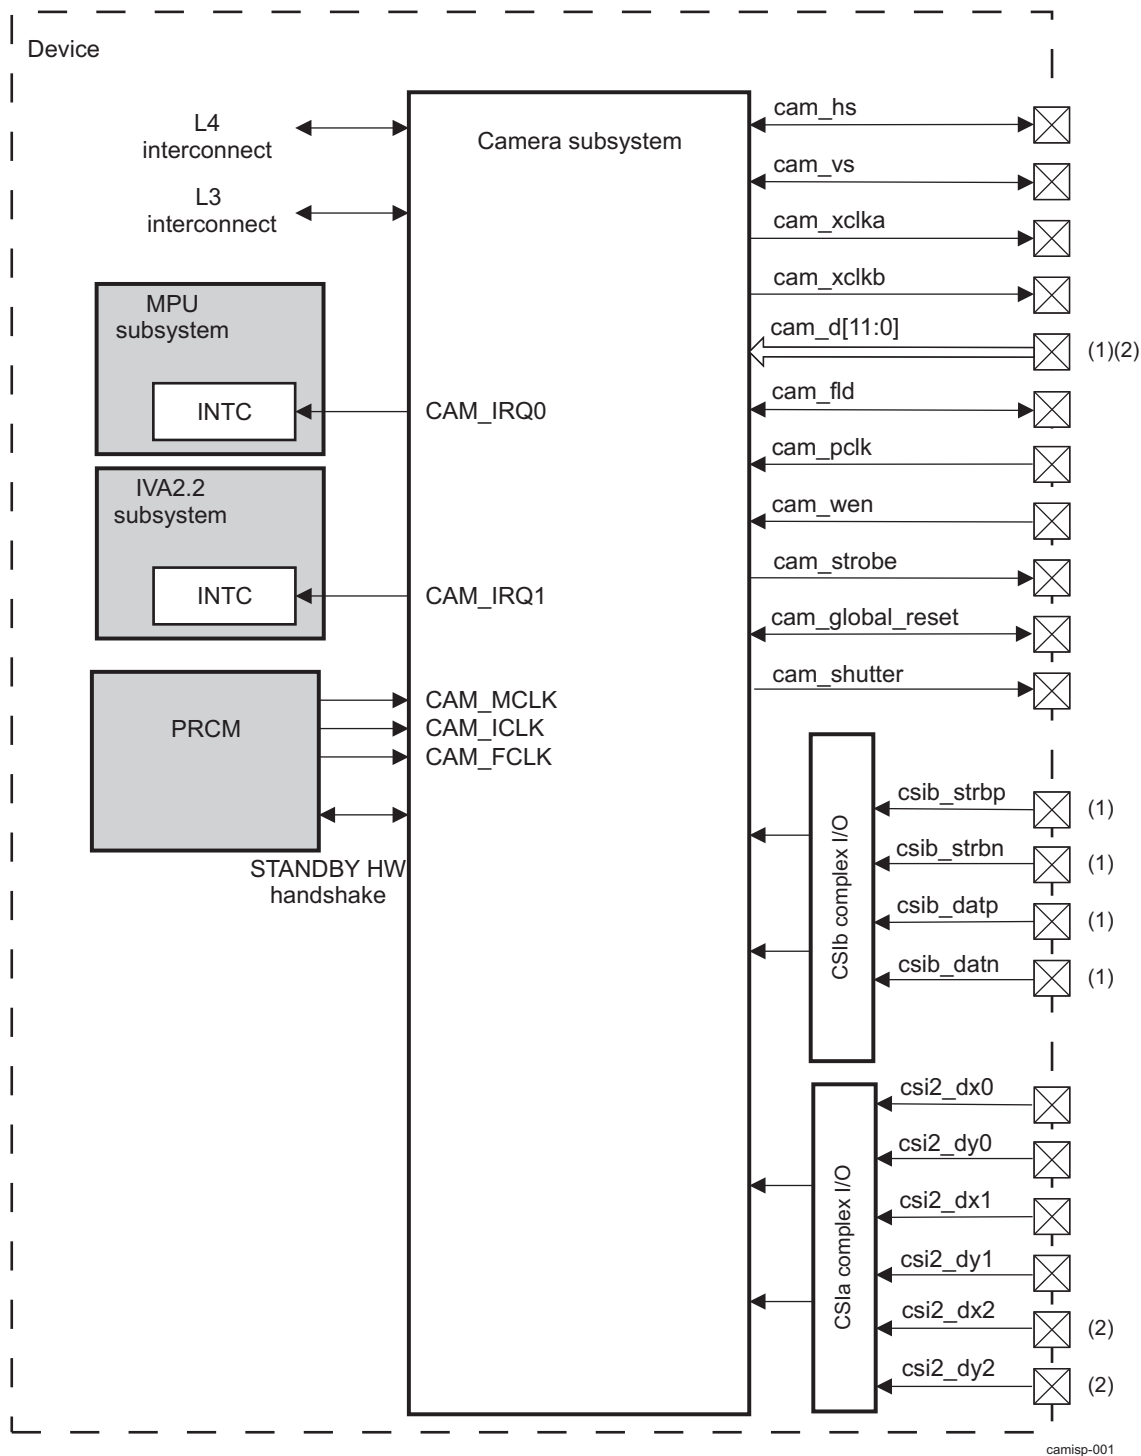 Device
L4
interconnect
L3
interconnect
MPU
subsystem
INTC
IVA2.2
subsystem
INTC
PRCM
STANDBY HW
handshake
Camera subsystem
CAM_IRQ0
CAM_IRQ1
CAM_MCLK
CAM_ICLK
CAM_FCLK
cam_hs
cam_vs
cam_xclka
cam_xclkb
cam_d[11:0]
(1)(2)
cam_fld
cam_pclk
cam_wen
cam_strobe
cam_global_reset
cam_shutter
CSIb complex I/O
csib_strbp
(1)
csib_strbn
(1)
csib_datp
(1)
csib_datn
(1)
CSIa complex I/O
csi2_dx0
csi2_dy0
csi2_dx1
csi2_dy1
csi2_dx2
(2)
csi2_dy2
(2)
camisp-001